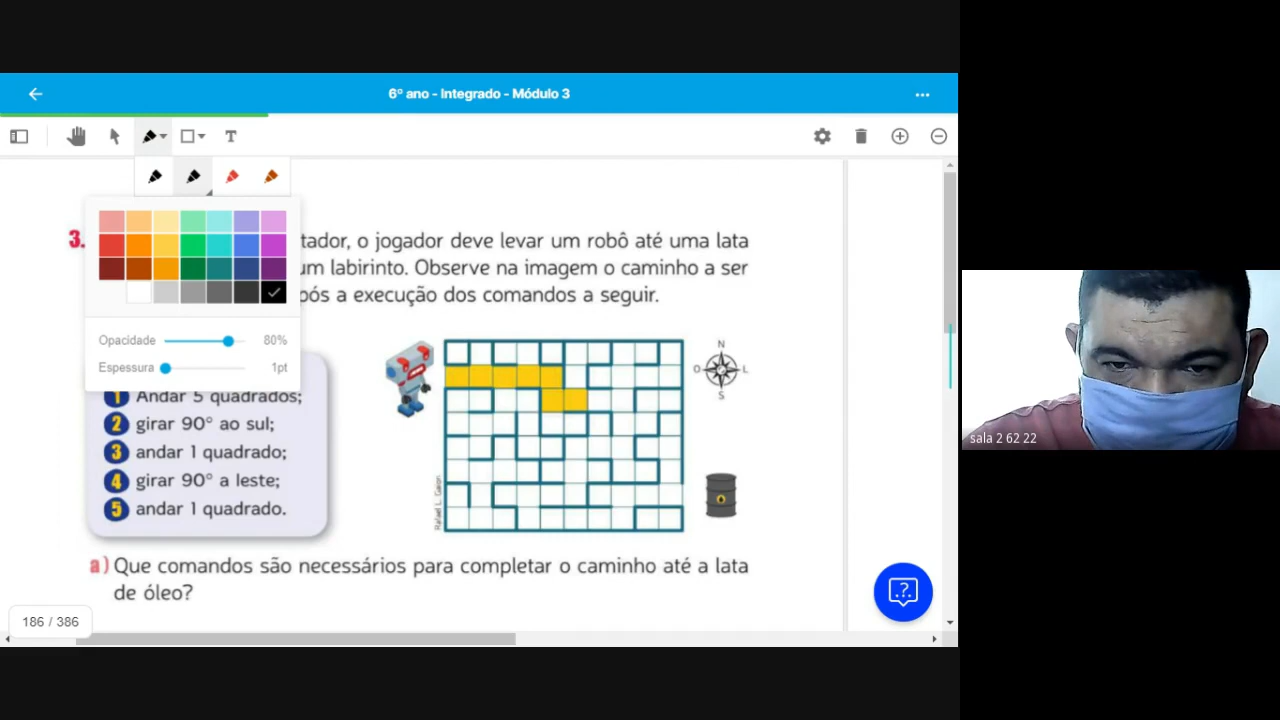 6º ano - Integrado - Módulo 3
T
3.
tador, o jogador deve levar um robô até uma lata
um labirinto. Observe na imagem o caminho a ser
pós a execução dos comandos a seguir.
Opacidade 80%
Espessura 1pt
1 Andar 5 quadrados;
2 girar 90° ao sul;
3 andar 1 quadrado;
4 girar 90° a leste;
5 andar 1 quadrado.
N
O L
S
Rafael L. Gaion
a) Que comandos são necessários para completar o caminho até a lata
de óleo?
186 / 386
sala 2 62 22